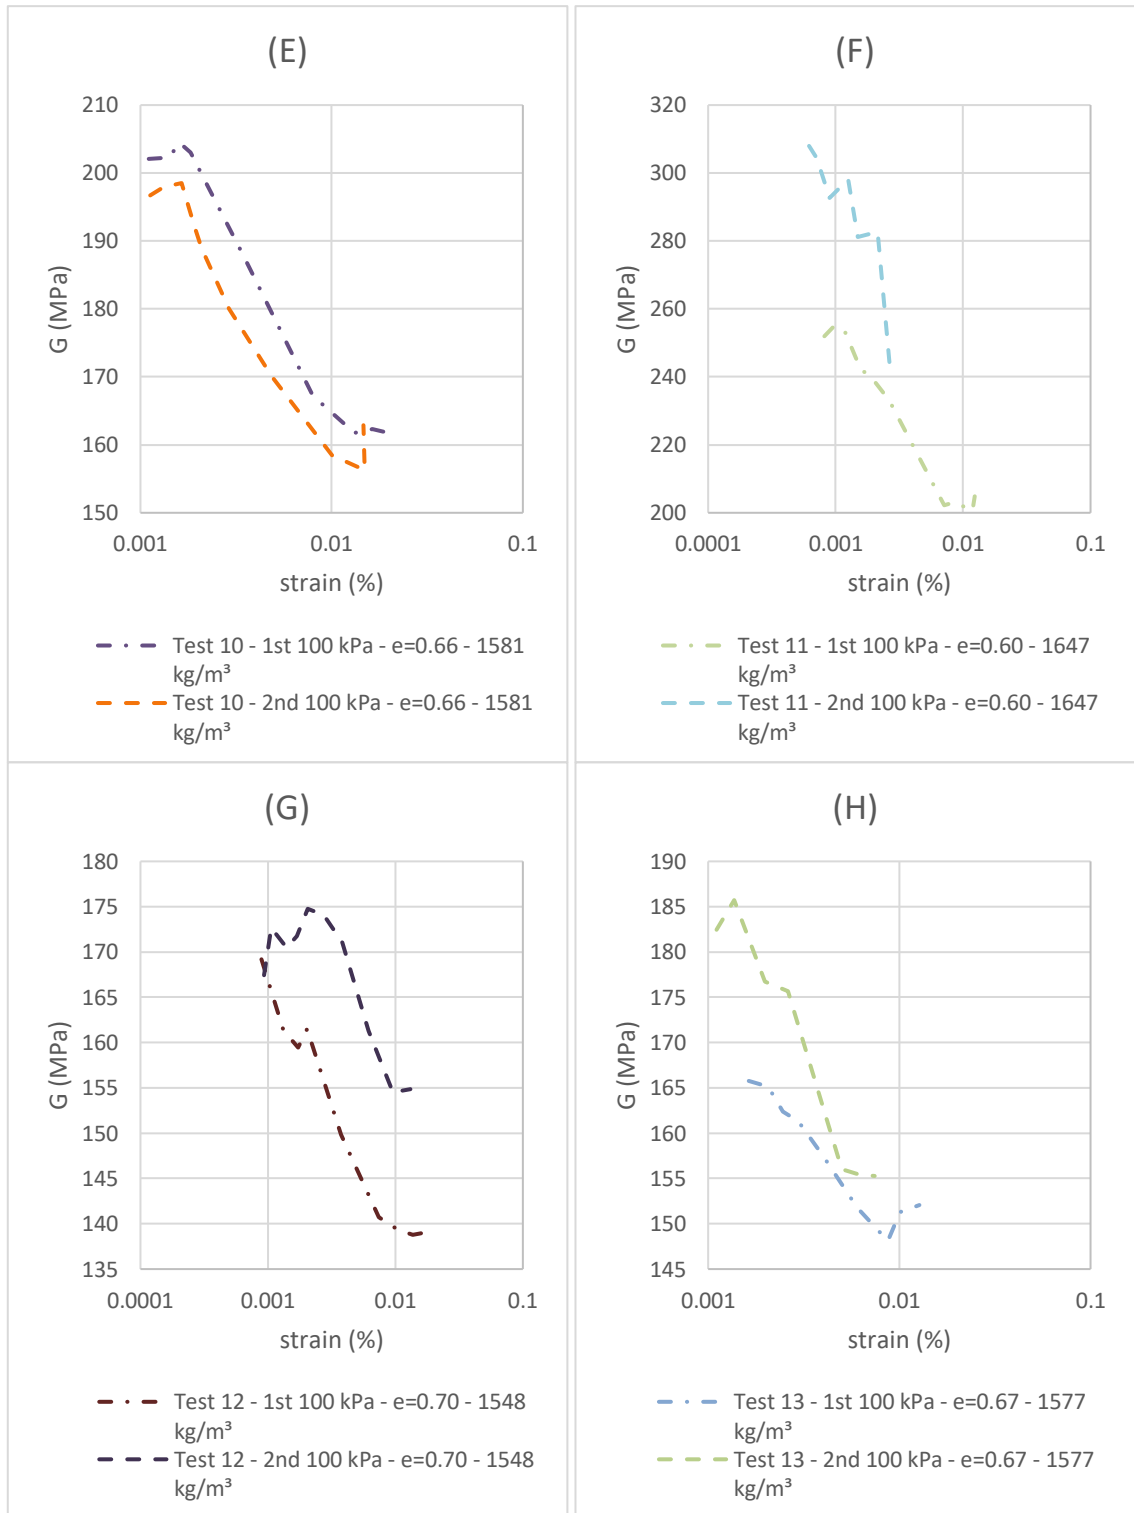 (E)
210
200
190
180
170
160
150
G (MPa)
0.001
0.01
0.1
strain (%)
Test 10 - 1st 100 kPa - e=0.66 - 1581
kg/m³
Test 10 - 2nd 100 kPa - e=0.66 - 1581
kg/m³
(F)
320
300
280
260
240
220
200
G (MPa)
0.0001
0.001
0.01
0.1
strain (%)
Test 11 - 1st 100 kPa - e=0.60 - 1647
kg/m³
Test 11 - 2nd 100 kPa - e=0.60 - 1647
kg/m³
(G)
180
175
170
165
160
155
150
145
140
135
G (MPa)
0.0001
0.001
0.01
0.1
strain (%)
Test 12 - 1st 100 kPa - e=0.70 - 1548
kg/m³
Test 12 - 2nd 100 kPa - e=0.70 - 1548
kg/m³
(H)
190
185
180
175
170
165
160
155
150
145
G (MPa)
0.001
0.01
0.1
strain (%)
Test 13 - 1st 100 kPa - e=0.67 - 1577
kg/m³
Test 13 - 2nd 100 kPa - e=0.67 - 1577
kg/m³